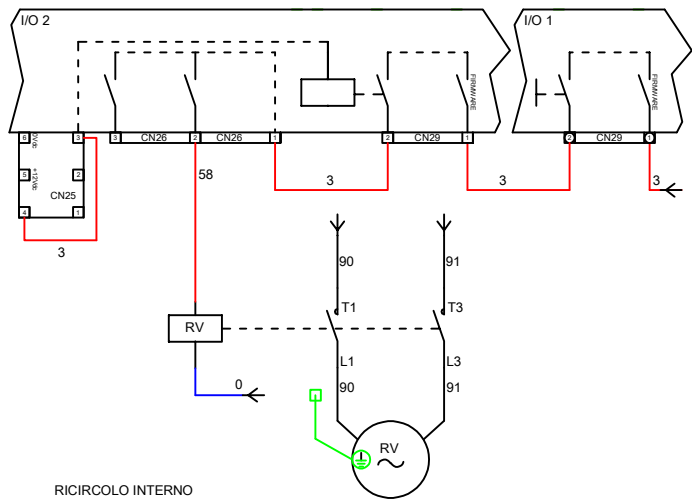 I/O 2
I/O 1
FIRMWARE
FIRMWARE
6
0Vdc
3
3
CN26
2
CN26
1
2
CN29
1
2
CN29
1
5
+12Vdc
2
CN25
4
1
58
3
3
3
3
90
91
T1
T3
RV
L1
L3
0
90
91
RV
RICIRCOLO INTERNO